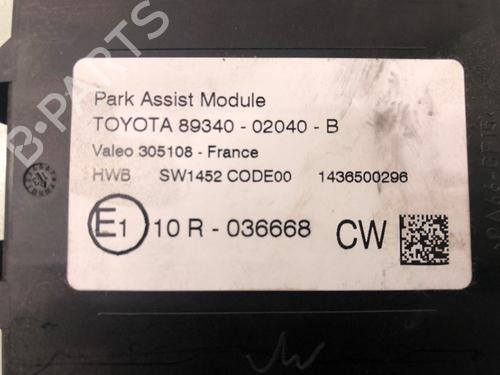 B-PARTS
Park Assist Module
TOYOTA 89340 - 02040 - B
Valeo 305108 - France
HWB SW1452 CODE00 1436500296
E1 10 R - 036668 CW